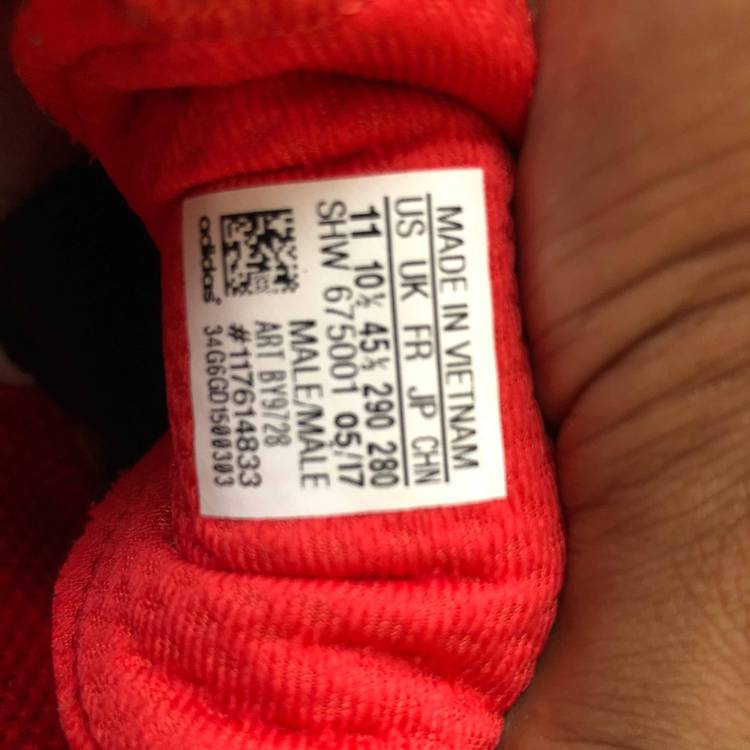 MADE IN VIETNAM
US UK FR JP CHN
11 10½ 45⅓ 290 280
SHW 675001 05/17
MALE/MÂLE
ART BY9728
#117614833
adidas® 34G6GD1500303